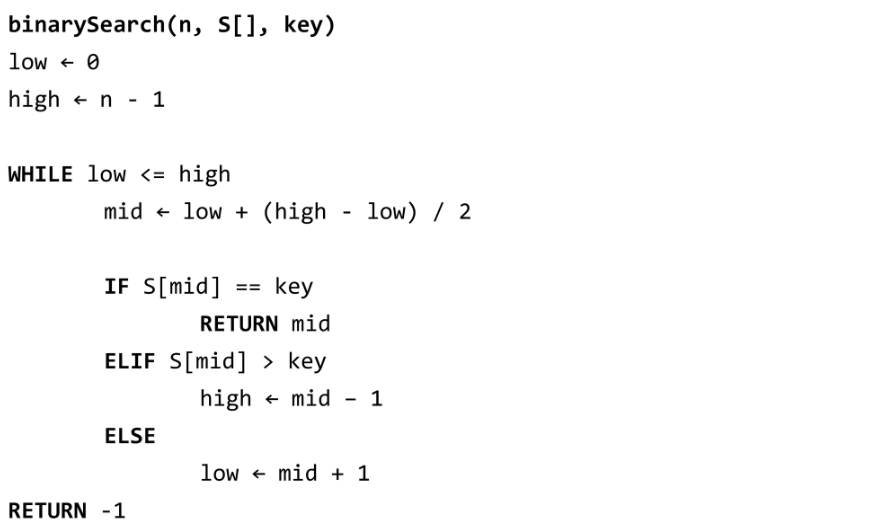 binarySearch(n, S[], key)
low ← 0
high ← n - 1
WHILE low <= high
mid ← low + (high - low) / 2
IF S[mid] == key
RETURN mid
ELIF S[mid] > key
high ← mid – 1
ELSE
low ← mid + 1
RETURN -1